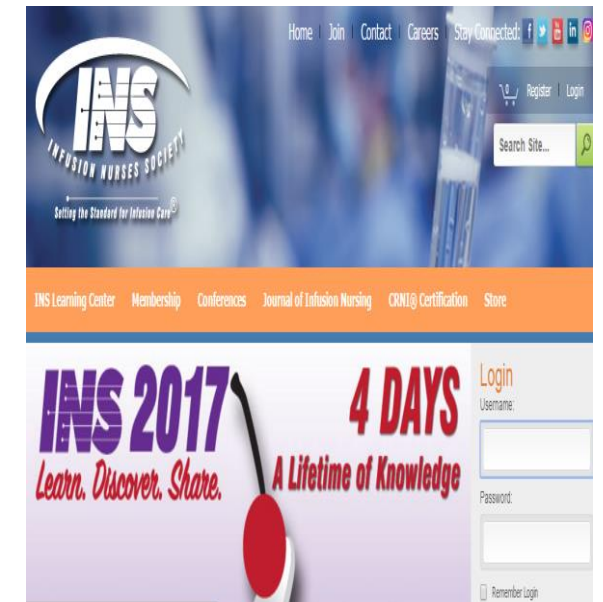 Home Join Contact Careers Stay Connected:
INS
INFUSION NURSES SOCIETY
Setting the Standard for Infusion Care®
0
Register Login
Search Site...
INS Learning Center Membership Conferences Journal of Infusion Nursing CRNI® Certification Store
INS 2017
Learn. Discover. Share.
4 DAYS
A Lifetime of Knowledge
Login
Username:
Password:
Remember Login